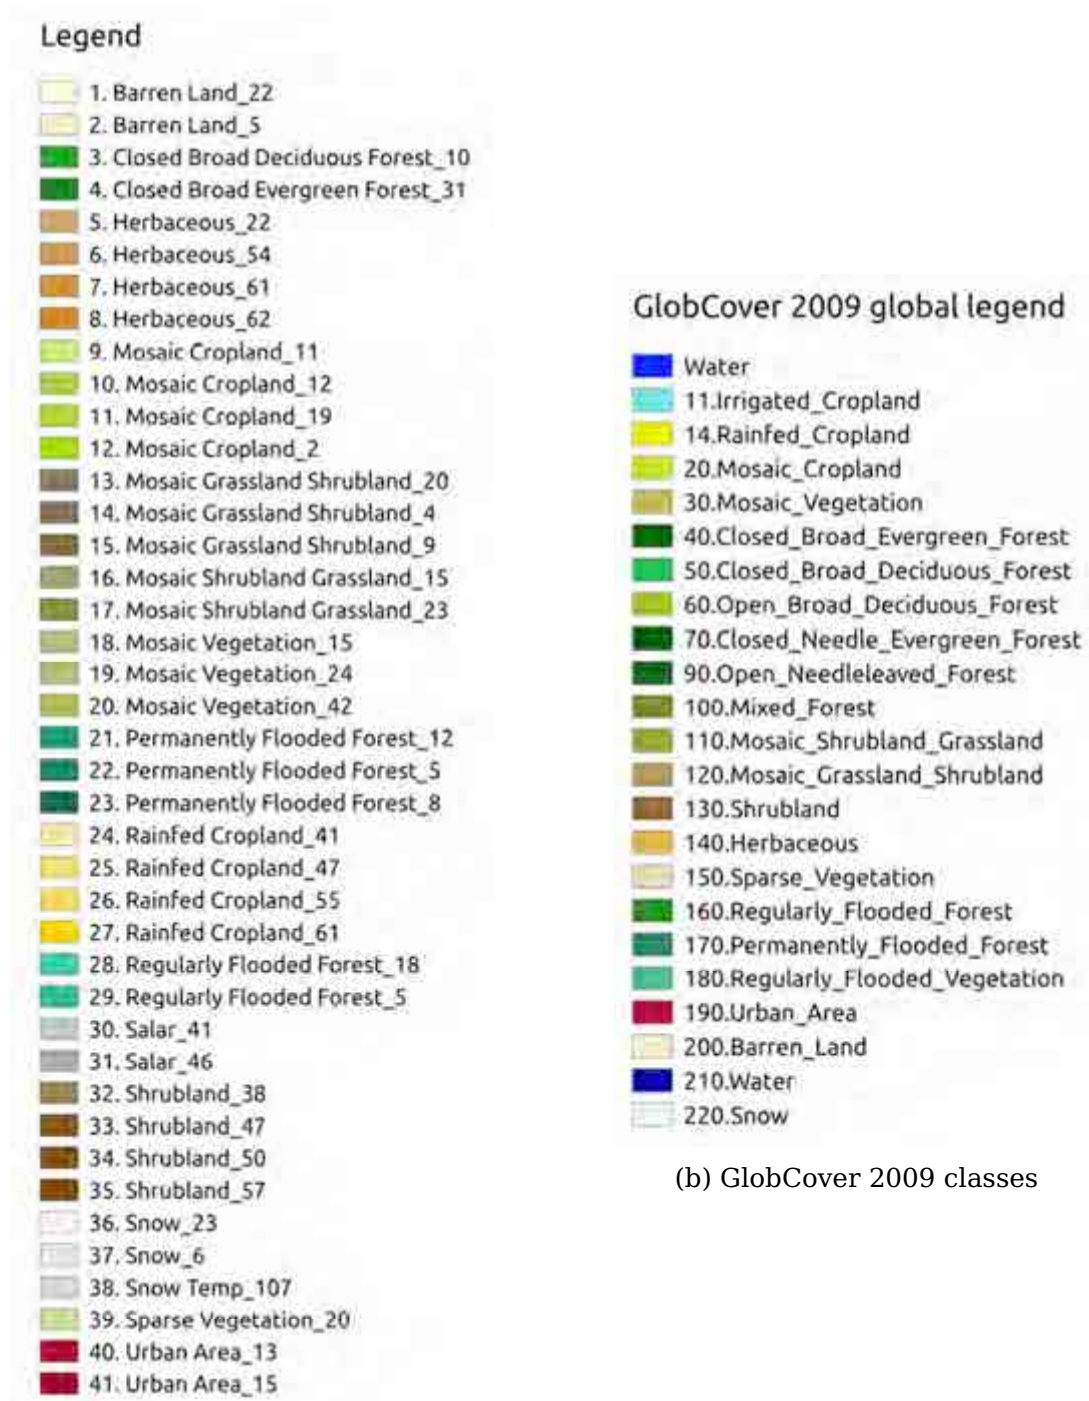 Legend
1. Barren Land_22
2. Barren Land_5
3. Closed Broad Deciduous Forest_10
4. Closed Broad Evergreen Forest_31
5. Herbaceous_22
6. Herbaceous_54
7. Herbaceous_61
8. Herbaceous_62
9. Mosaic Cropland_11
10. Mosaic Cropland_12
11. Mosaic Cropland_19
12. Mosaic Cropland_2
13. Mosaic Grassland Shrubland_20
14. Mosaic Grassland Shrubland_4
15. Mosaic Grassland Shrubland_9
16. Mosaic Shrubland Grassland_15
17. Mosaic Shrubland Grassland_23
18. Mosaic Vegetation_15
19. Mosaic Vegetation_24
20. Mosaic Vegetation_42
21. Permanently Flooded Forest_12
22. Permanently Flooded Forest_5
23. Permanently Flooded Forest_8
24. Rainfed Cropland_41
25. Rainfed Cropland_47
26. Rainfed Cropland_55
27. Rainfed Cropland_61
28. Regularly Flooded Forest_18
29. Regularly Flooded Forest_5
30. Salar_41
31. Salar_46
32. Shrubland_38
33. Shrubland_47
34. Shrubland_50
35. Shrubland_57
36. Snow_23
37. Snow_6
38. Snow Temp_107
39. Sparse Vegetation_20
40. Urban Area_13
41. Urban Area_15
GlobCover 2009 global legend
Water
11.Irrigated_Cropland
14.Rainfed_Cropland
20.Mosaic_Cropland
30.Mosaic_Vegetation
40.Closed_Broad_Evergreen_Forest
50.Closed_Broad_Deciduous_Forest
60.Open_Broad_Deciduous_Forest
70.Closed_Needle_Evergreen_Forest
90.Open_Needleleaved_Forest
100.Mixed_Forest
110.Mosaic_Shrubland_Grassland
120.Mosaic_Grassland_Shrubland
130.Shrubland
140.Herbaceous
150.Sparse_Vegetation
160.Regularly_Flooded_Forest
170.Permanently_Flooded_Forest
180.Regularly_Flooded_Vegetation
190.Urban_Area
200.Barren_Land
210.Water
220.Snow
(b) GlobCover 2009 classes